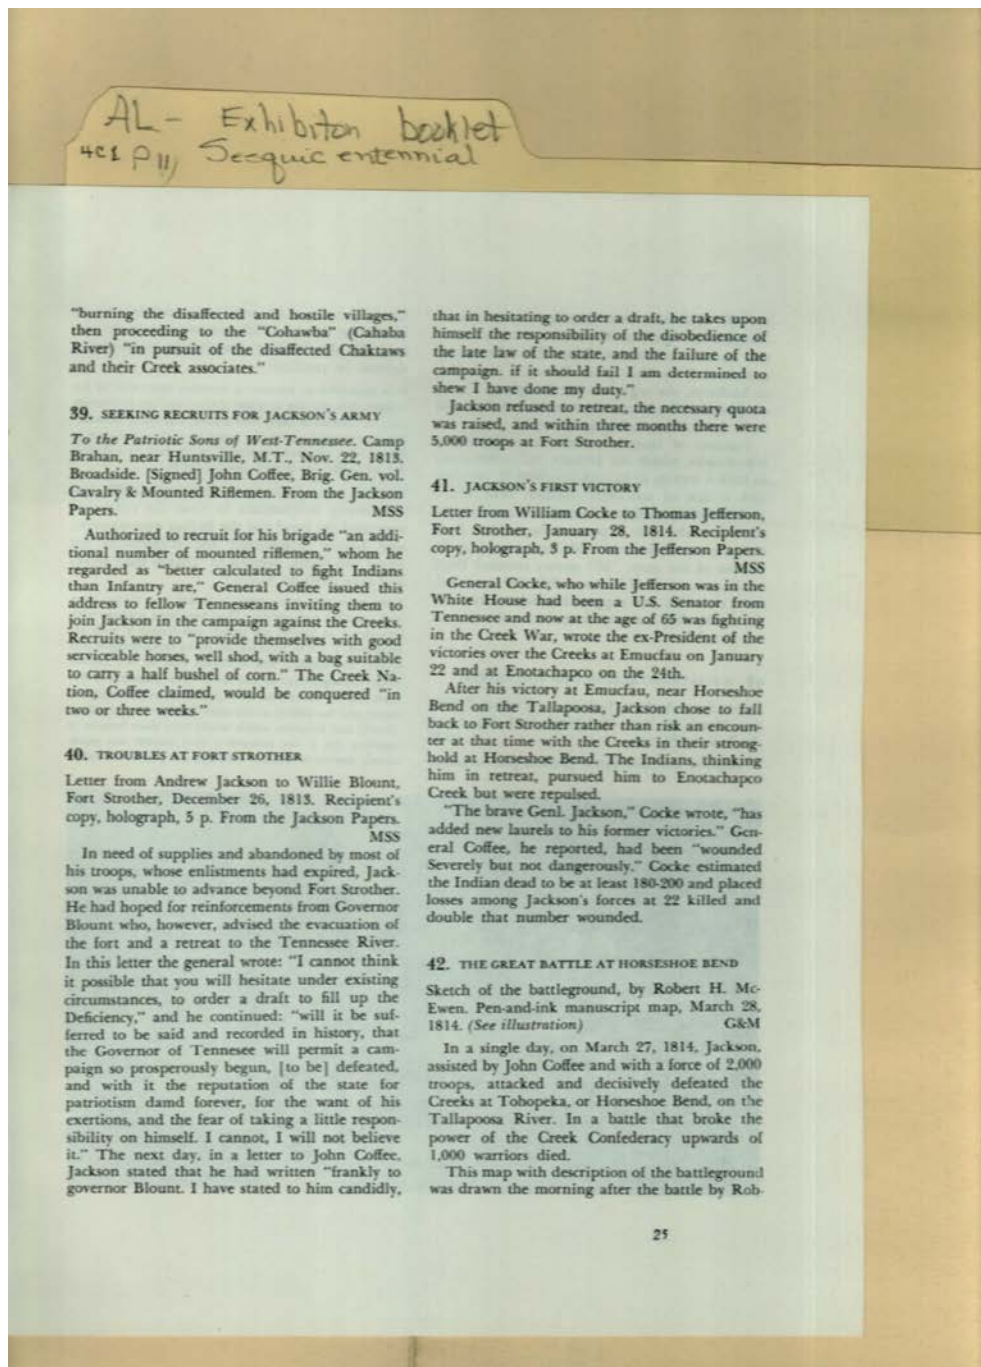 AL- Exhibiton booklet
4C1 P 11, Sesquicentennial
"burning the disaffected and hostile villages,"
then proceeding to the "Cohawba" (Cahaba
River) "in pursuit of the disaffected Chaktaws
and their Creek associates."
39. SEEKING RECRUITS FOR JACKSON'S ARMY
To the Patriotic Sons of West-Tennessee. Camp
Brahan, near Huntsville, M.T., Nov. 22, 1813.
Broadside. [Signed] John Coffee, Brig. Gen. vol.
Cavalry & Mounted Riflemen. From the Jackson
Papers. MSS
Authorized to recruit for his brigade "an addi-
tional number of mounted riflemen," whom he
regarded as "better calculated to fight Indians
than Infantry are," General Coffee issued this
address to fellow Tennesseans inviting them to
join Jackson in the campaign against the Creeks.
Recruits were to "provide themselves with good
serviceable horses, well shod, with a bag suitable
to carry a half bushel of corn." The Creek Na-
tion, Coffee claimed, would be conquered "in
two or three weeks."
40. TROUBLES AT FORT STROTHER
Letter from Andrew Jackson to Willie Blount,
Fort Strother, December 26, 1813. Recipient's
copy, holograph, 5 p. From the Jackson Papers.
MSS
In need of supplies and abandoned by most of
his troops, whose enlistments had expired, Jack-
son was unable to advance beyond Fort Strother.
He had hoped for reinforcements from Governor
Blount who, however, advised the evacuation of
the fort and a retreat to the Tennessee River.
In this letter the general wrote: "I cannot think
it possible that you will hesitate under existing
circumstances, to order a draft to fill up the
Deficiency," and he continued: "will it be suf-
ferred to be said and recorded in history, that
the Governor of Tennesee will permit a cam-
paign so prosperously begun, [to be] defeated,
and with it the reputation of the state for
patriotism damd forever, for the want of his
exertions, and the fear of taking a little respon-
sibility on himself. I cannot, I will not believe
it." The next day, in a letter to John Coffee,
Jackson stated that he had written "frankly to
governor Blount. I have stated to him candidly,
that in hesitating to order a draft, he takes upon
himself the responsibility of the disobedience of
the late law of the state, and the failure of the
campaign. if it should fail I am determined to
shew I have done my duty."
Jackson refused to retreat, the necessary quota
was raised, and within three months there were
5,000 troops at Fort Strother.
41. JACKSON'S FIRST VICTORY
Letter from William Cocke to Thomas Jefferson,
Fort Strother, January 28, 1814. Recipient's
copy, holograph, 3 p. From the Jefferson Papers.
MSS
General Cocke, who while Jefferson was in the
White House had been a U.S. Senator from
Tennessee and now at the age of 65 was fighting
in the Creek War, wrote the ex-President of the
victories over the Creeks at Emucfau on January
22 and at Enotachapco on the 24th.
After his victory at Emucfau, near Horseshoe
Bend on the Tallapoosa, Jackson chose to fall
back to Fort Strother rather than risk an encoun-
ter at that time with the Creeks in their strong-
hold at Horseshoe Bend. The Indians, thinking
him in retreat, pursued him to Enotachapco
Creek but were repulsed.
"The brave Genl. Jackson," Cocke wrote, "has
added new laurels to his former victories." Gen-
eral Coffee, he reported, had been "wounded
Severely but not dangerously." Cocke estimated
the Indian dead to be at least 180-200 and placed
losses among Jackson's forces at 22 killed and
double that number wounded.
42. THE GREAT BATTLE AT HORSESHOE BEND
Sketch of the battleground, by Robert H. Mc-
Ewen. Pen-and-ink manuscript map, March 28,
1814. (See illustration) G&M
In a single day, on March 27, 1814, Jackson,
assisted by John Coffee and with a force of 2,000
troops, attacked and decisively defeated the
Creeks at Tohopeka, or Horseshoe Bend, on the
Tallapoosa River. In a battle that broke the
power of the Creek Confederacy upwards of
1,000 warriors died.
This map with description of the battleground
was drawn the morning after the battle by Rob-
25